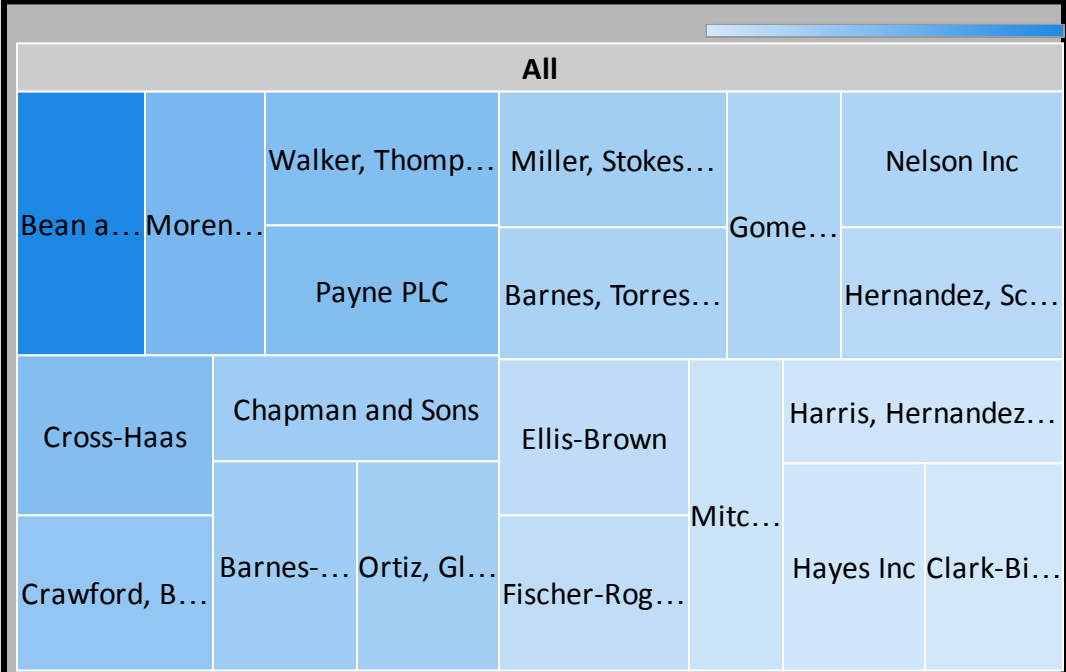 All
Walker, Thomp…
Miller, Stokes…
Nelson Inc
Bean a…
Moren…
Gome…
Payne PLC
Barnes, Torres…
Hernandez, Sc…
Chapman and Sons
Harris, Hernandez…
Cross-Haas
Ellis-Brown
Mitc…
Barnes-…
Ortiz, Gl…
Hayes Inc
Clark-Bi…
Crawford, B…
Fischer-Rog…